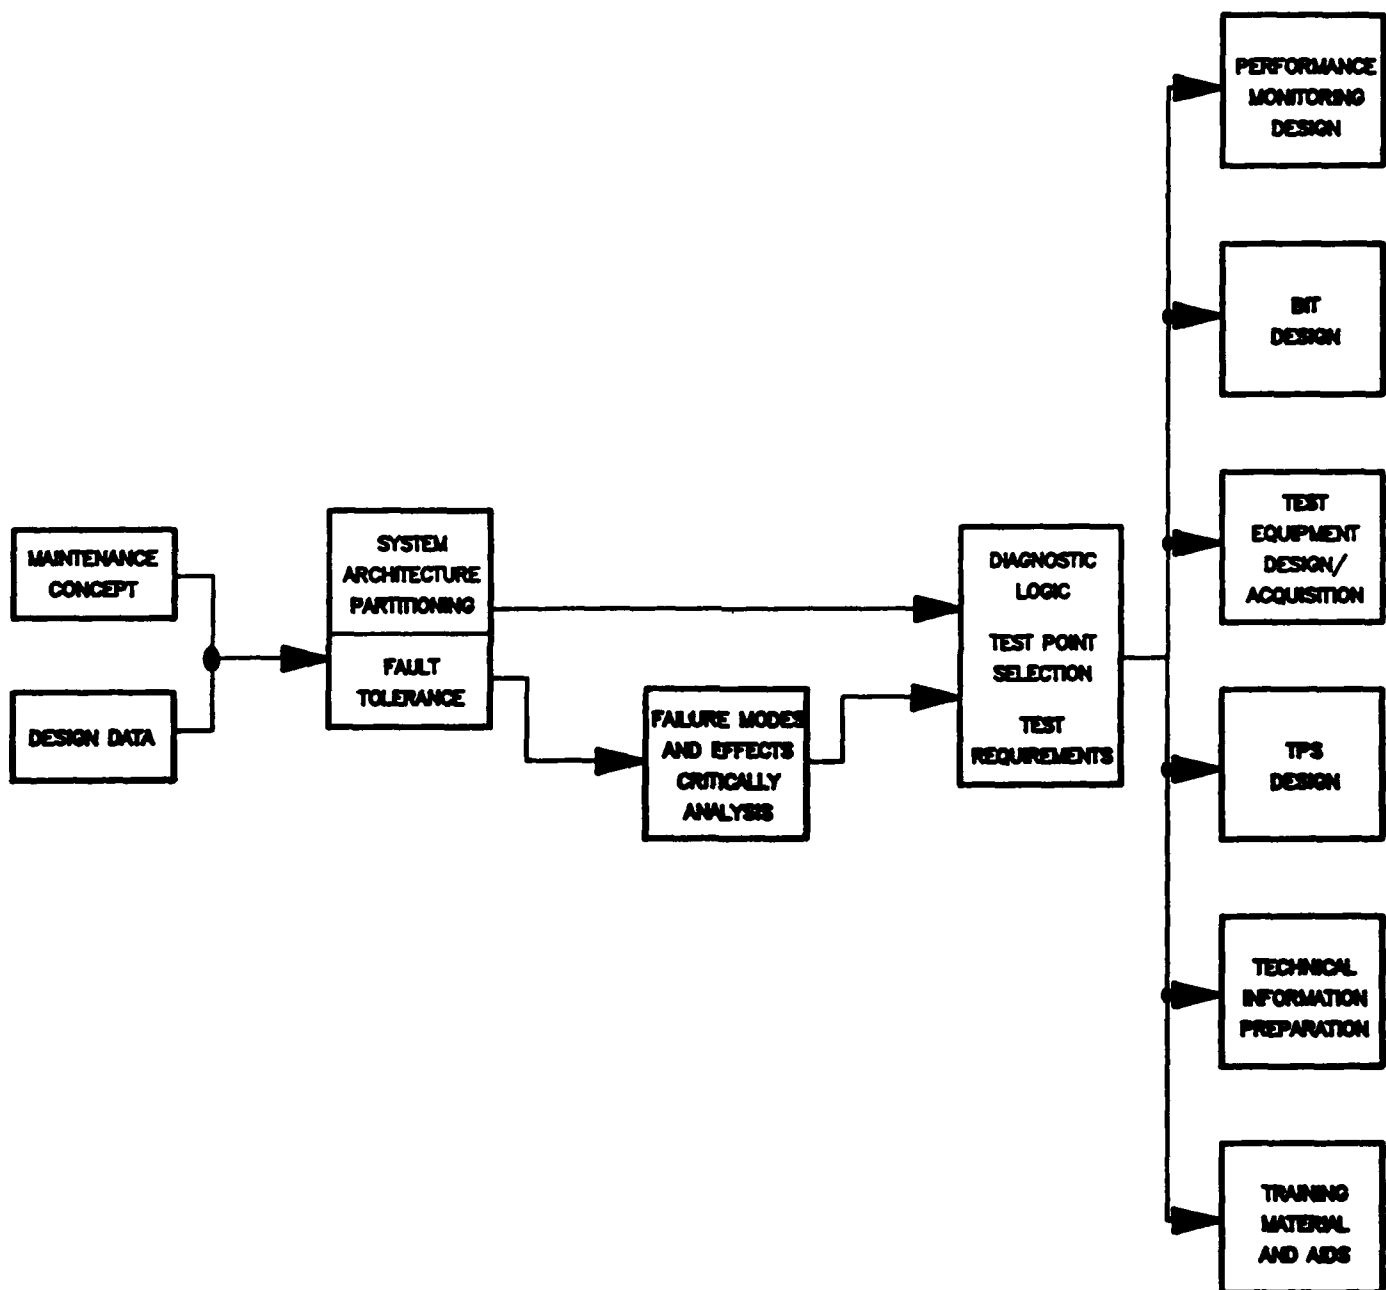 MAINTENANCE
CONCEPT
DESIGN DATA
SYSTEM
ARCHITECTURE
PARTITIONING
FAULT
TOLERANCE
FAILURE MODES
AND EFFECTS
CRITICALLY
ANALYSIS
DIAGNOSTIC
LOGIC
TEST POINT
SELECTION
TEST
REQUIREMENTS
PERFORMANCE
MONITORING
DESIGN
BIT
DESIGN
TEST
EQUIPMENT
DESIGN/
ACQUISITION
TPS
DESIGN
TECHNICAL
INFORMATION
PREPARATION
TRAINING
MATERIAL
AND AIDS